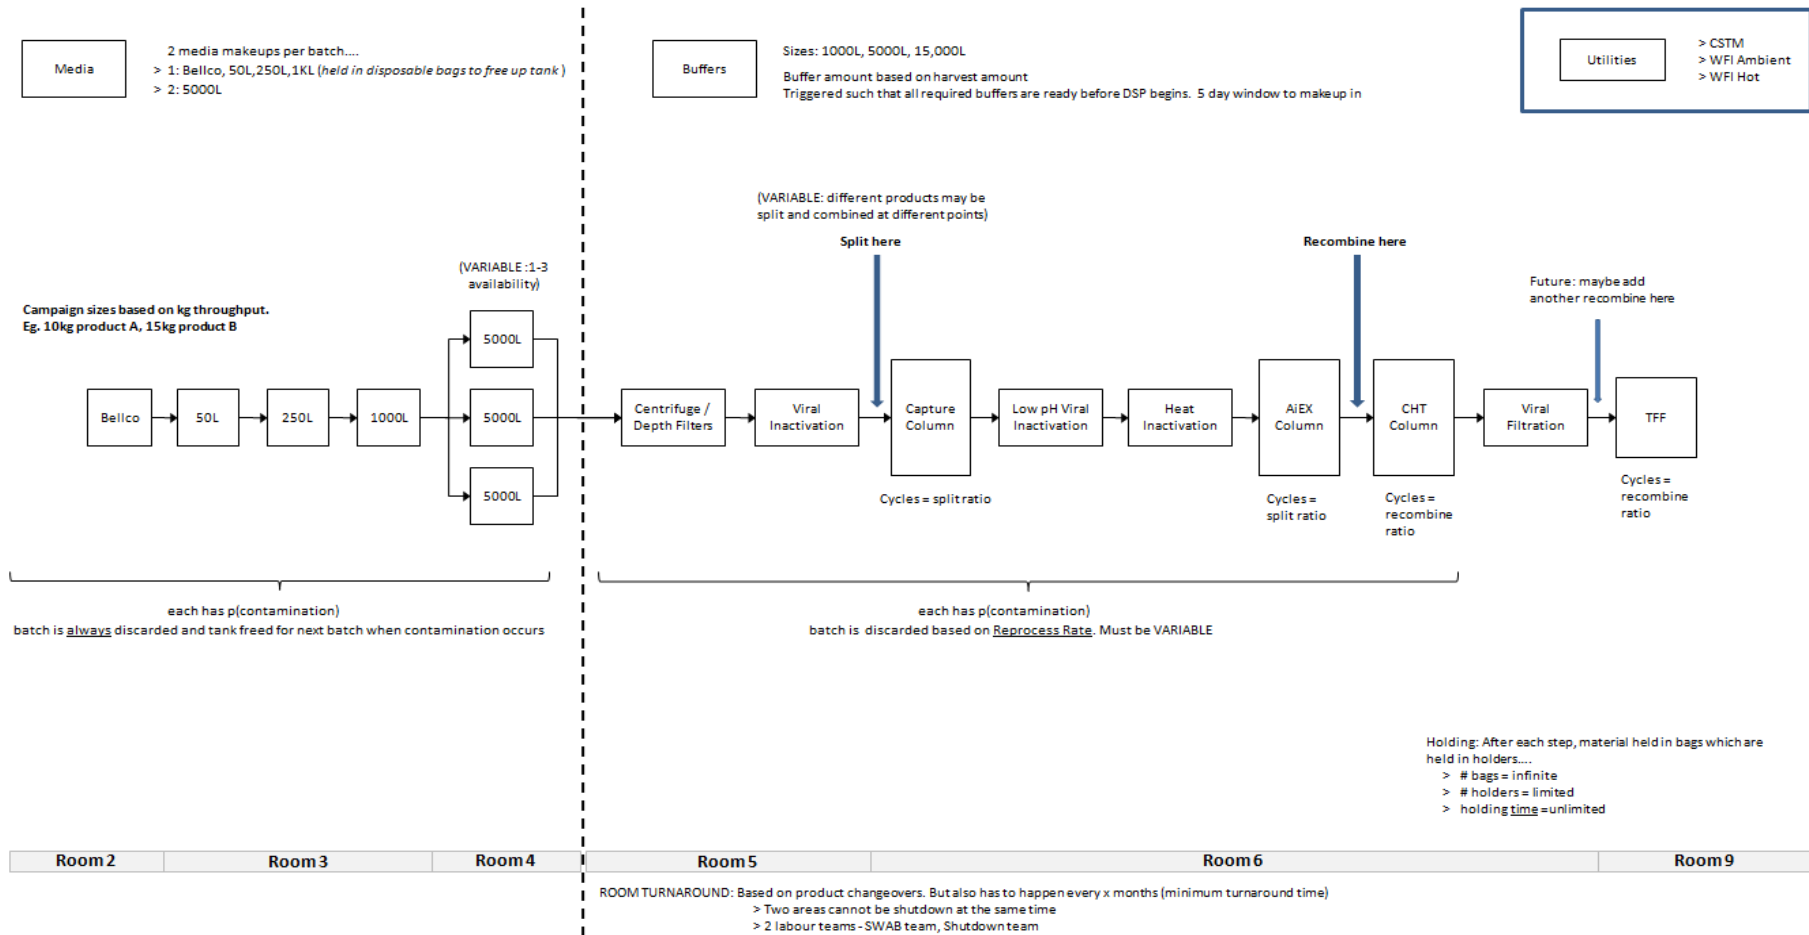 Media
2 media makeups per batch....
> 1: Bellco, 50L,250L,1KL (held in disposable bags to free up tank )
> 2: 5000L
Buffers
Sizes: 1000L, 5000L, 15,000L
Buffer amount based on harvest amount
Triggered such that all required buffers are ready before DSP begins. 5 day window to makeup in
Utilities
> CSTM
> WFI Ambient
> WFI Hot
(VARIABLE: different products may be
split and combined at different points)
Split here
Recombine here
(VARIABLE :1-3
availability)
Future: maybe add
another recombine here
Campaign sizes based on kg throughput.
Eg. 10kg product A, 15kg product B
Bellco
50L
250L
1000L
5000L
5000L
5000L
Centrifuge /
Depth Filters
Viral
Inactivation
Capture
Column
Low pH Viral
Inactivation
Heat
Inactivation
AiEX
Column
CHT
Column
Viral
Filtration
TFF
Cycles = split ratio
Cycles =
split ratio
Cycles =
recombine
ratio
Cycles =
recombine
ratio
each has p(contamination)
batch is always discarded and tank freed for next batch when contamination occurs
each has p(contamination)
batch is discarded based on Reprocess Rate. Must be VARIABLE
Holding: After each step, material held in bags which are
held in holders....
> # bags = infinite
> # holders = limited
> holding time =unlimited
Room 2
Room 3
Room 4
Room 5
Room 6
Room 9
ROOM TURNAROUND: Based on product changeovers. But also has to happen every x months (minimum turnaround time)
> Two areas cannot be shutdown at the same time
> 2 labour teams - SWAB team, Shutdown team